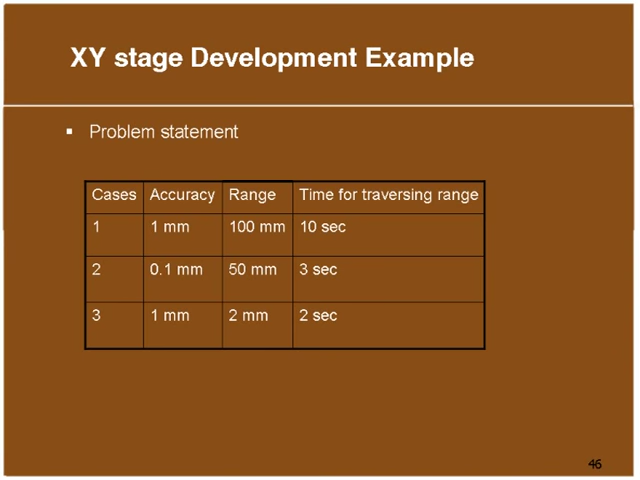 XY stage Development Example
▪ Problem statement
Cases Accuracy Range Time for traversing range
1 1 mm 100 mm 10 sec
2 0.1 mm 50 mm 3 sec
3 1 mm 2 mm 2 sec
46